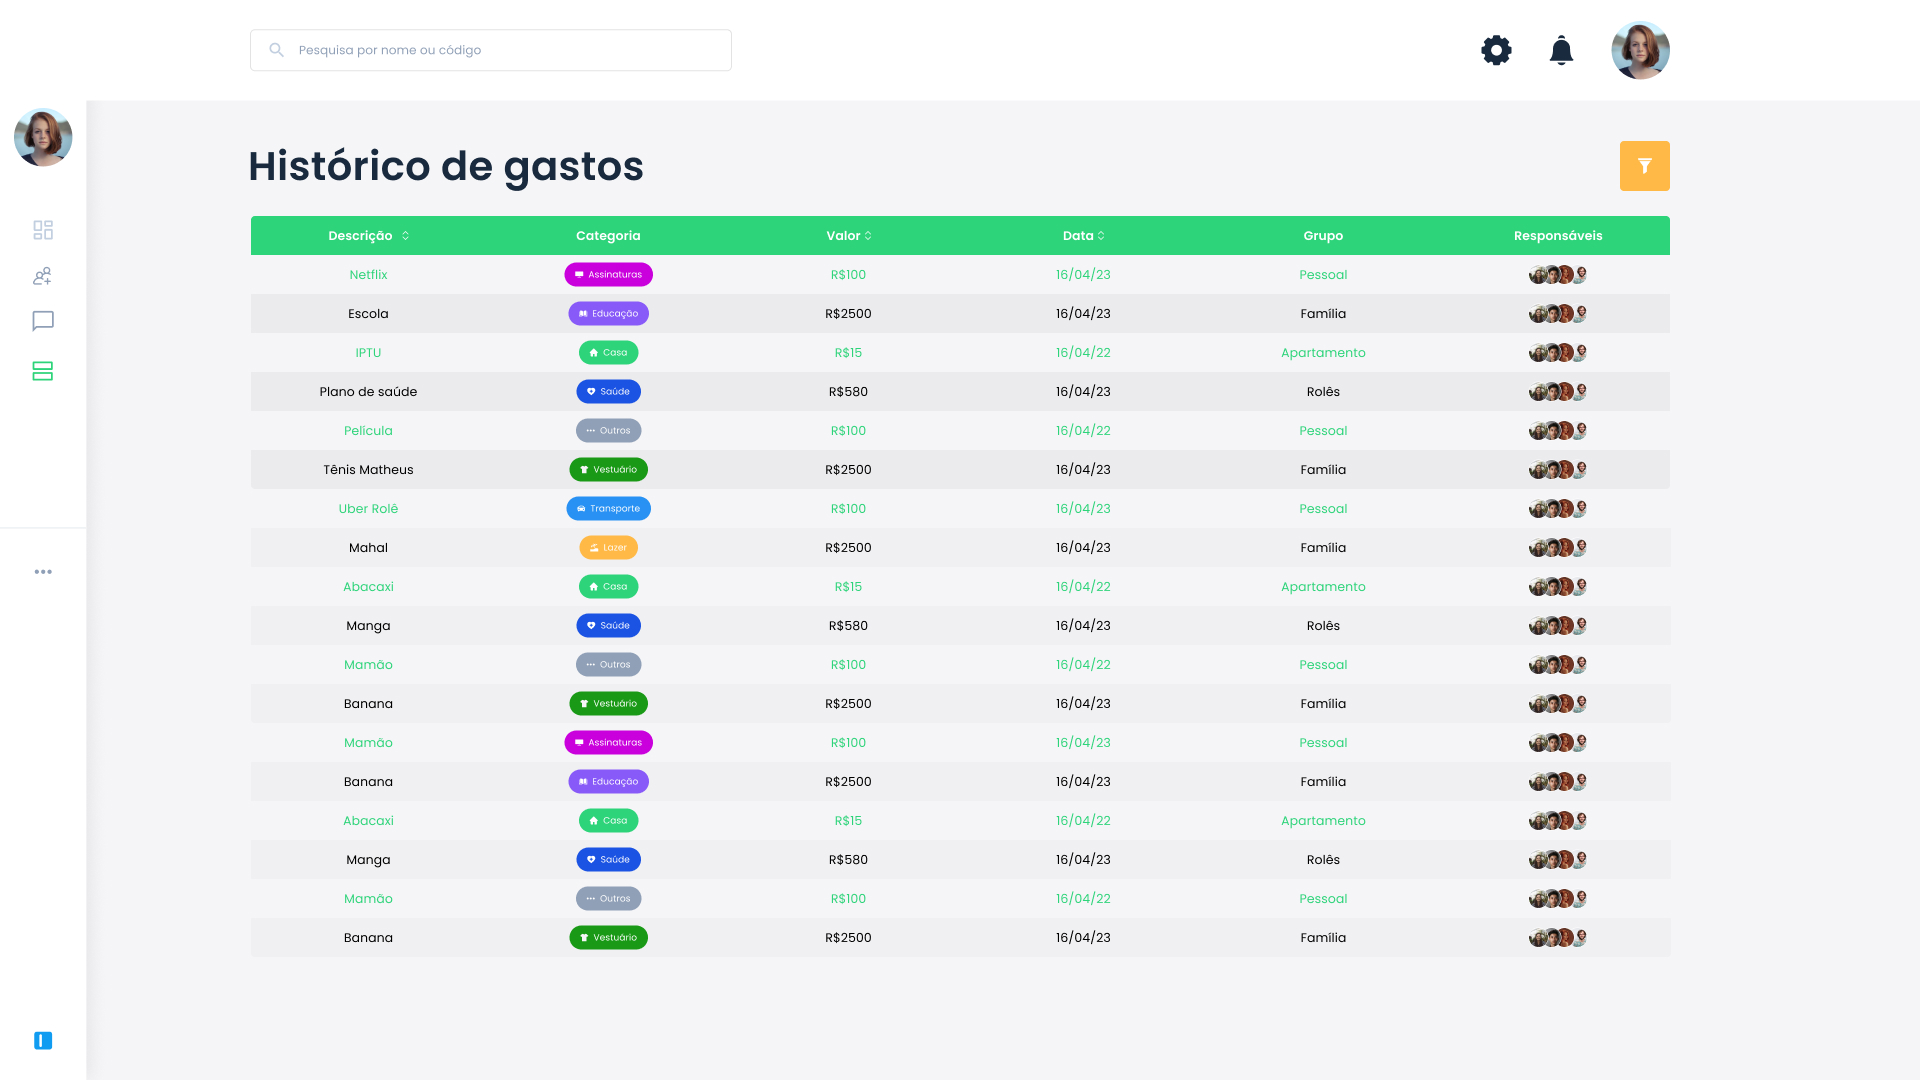 Pesquisa por nome ou código
Histórico de gastos
Descrição Categoria Valor Data Grupo Responsáveis
Netflix Assinaturas R$100 16/04/23 Pessoal
Escola Educação R$2500 16/04/23 Família
IPTU Casa R$15 16/04/22 Apartamento
Plano de saúde Saúde R$580 16/04/23 Rolês
Película Outros R$100 16/04/22 Pessoal
Tênis Matheus Vestuário R$2500 16/04/23 Família
Uber Rolê Transporte R$100 16/04/23 Pessoal
Mahal Lazer R$2500 16/04/23 Família
Abacaxi Casa R$15 16/04/22 Apartamento
Manga Saúde R$580 16/04/23 Rolês
Mamão Outros R$100 16/04/22 Pessoal
Banana Vestuário R$2500 16/04/23 Família
Mamão Assinaturas R$100 16/04/23 Pessoal
Banana Educação R$2500 16/04/23 Família
Abacaxi Casa R$15 16/04/22 Apartamento
Manga Saúde R$580 16/04/23 Rolês
Mamão Outros R$100 16/04/22 Pessoal
Banana Vestuário R$2500 16/04/23 Família